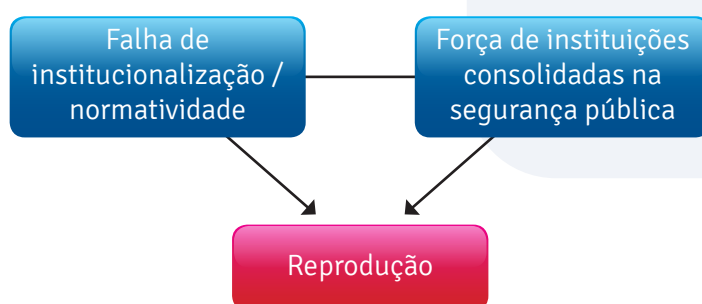 Falha de
institucionalização /
normatividade
Força de instituições
consolidadas na
segurança pública
Reprodução